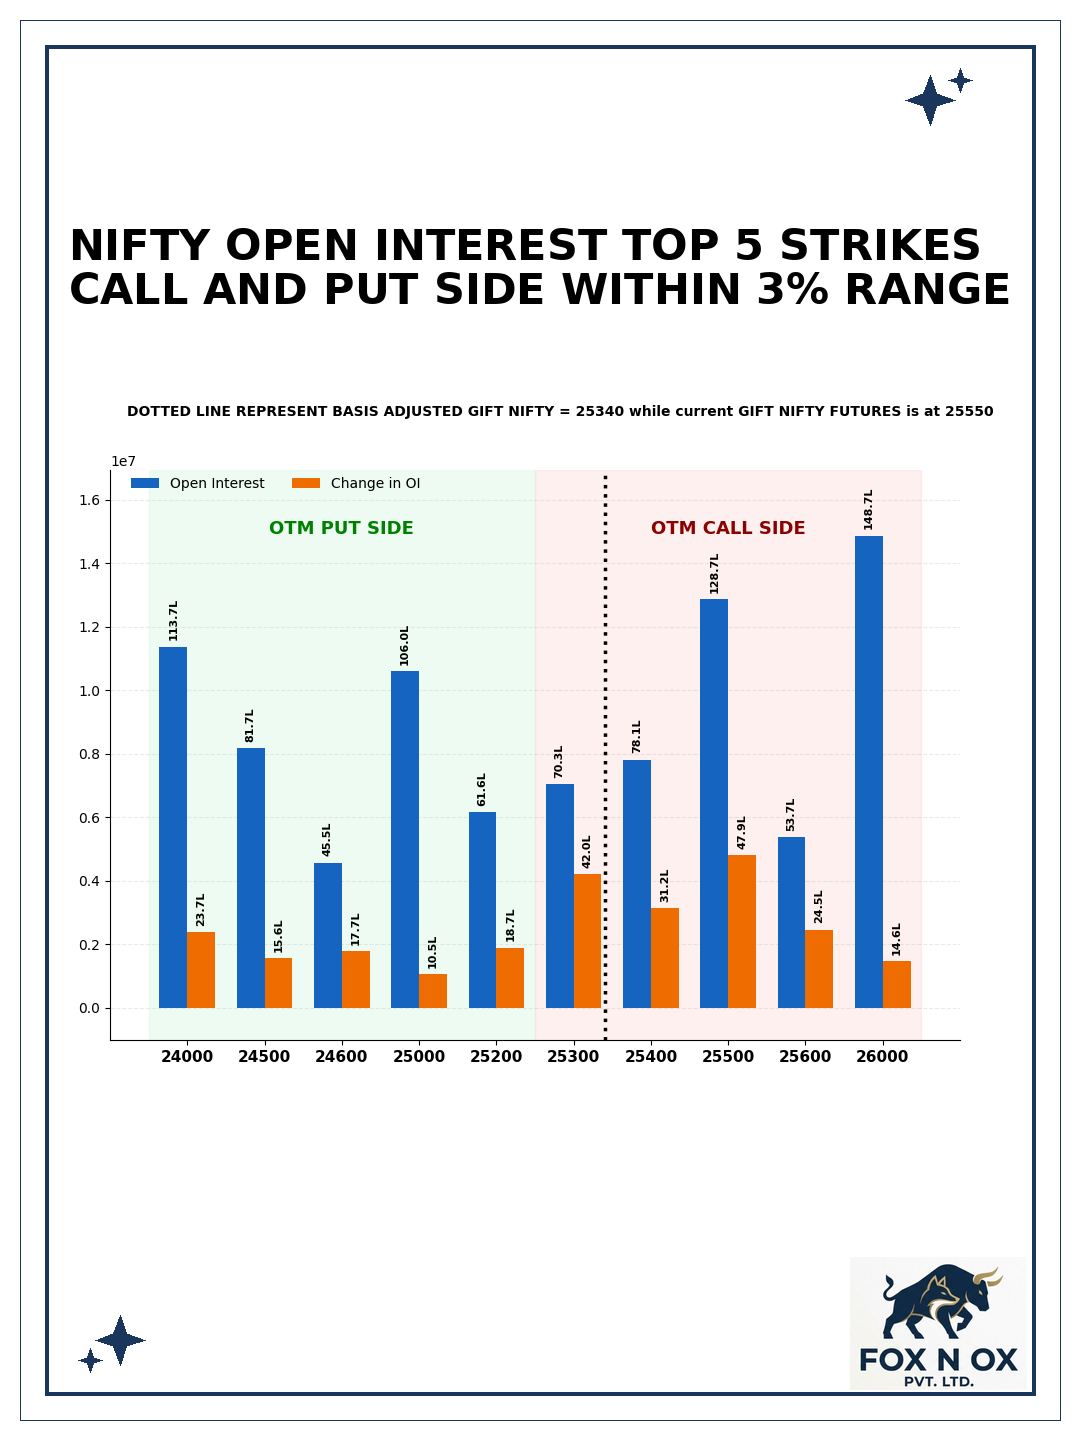 NIFTY OPEN INTEREST TOP 5 STRIKES
CALL AND PUT SIDE WITHIN 3% RANGE
DOTTED LINE REPRESENT BASIS ADJUSTED GIFT NIFTY = 25340 while current GIFT NIFTY FUTURES is at 25550
1e7
Open Interest
Change in OI
OTM PUT SIDE
OTM CALL SIDE
1.6
1.4
1.2
1.0
0.8
0.6
0.4
0.2
0.0
113.7L
23.7L
81.7L
15.6L
45.5L
17.7L
106.0L
10.5L
61.6L
18.7L
70.3L
42.0L
78.1L
31.2L
128.7L
47.9L
53.7L
24.5L
148.7L
14.6L
24000 24500 24600 25000 25200 25300 25400 25500 25600 26000
FOX N OX
PVT. LTD.